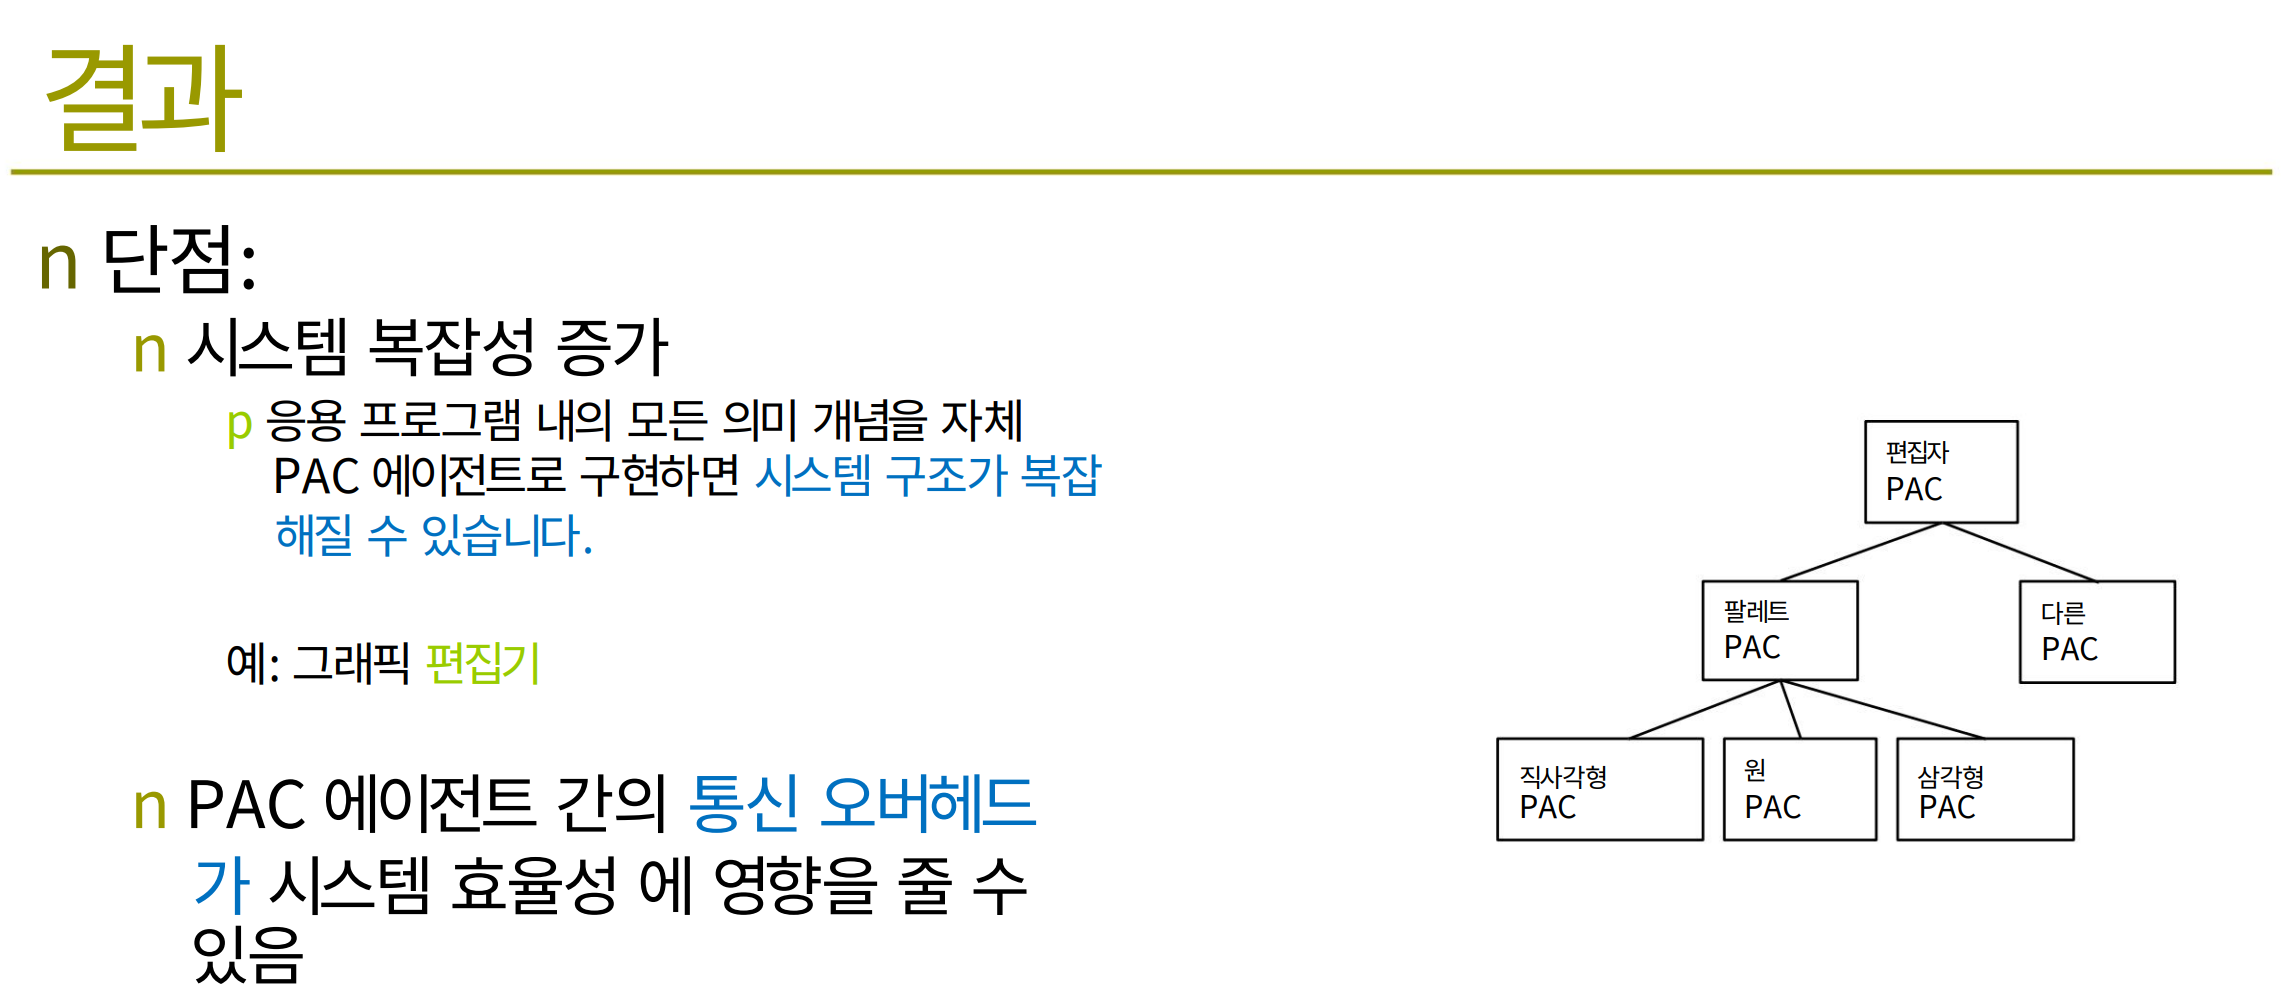 결과
n 단점:
n 시스템 복잡성 증가
p 응용 프로그램 내의 모든 의미 개념을 자체
PAC 에이전트로 구현하면 시스템 구조가 복잡
해질 수 있습니다.
예: 그래픽 편집기
n PAC 에이전트 간의 통신 오버헤드
가 시스템 효율성 에 영향을 줄 수
있음
편집자
PAC
팔레트
PAC
다른
PAC
직사각형
PAC
원
PAC
삼각형
PAC